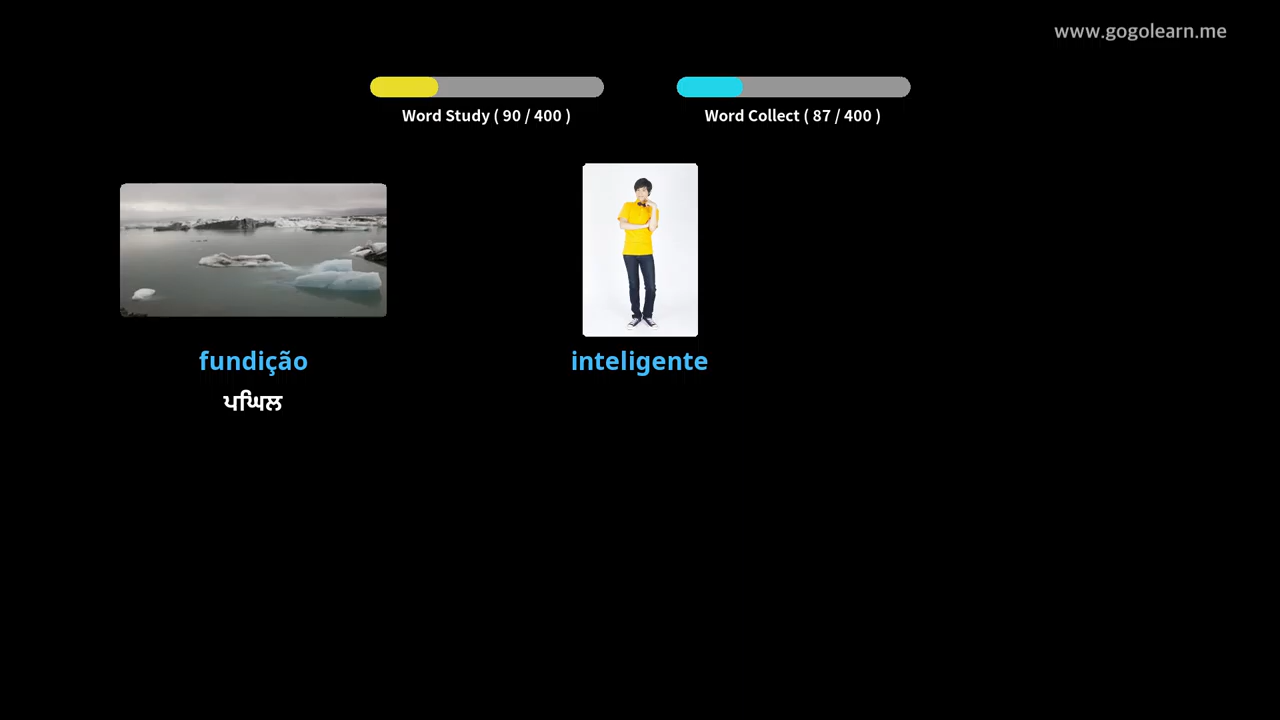 www.gogolearn.me
Word Study ( 90 / 400 )
Word Collect ( 87 / 400 )
fundição
inteligente
ਪਘਿਲ